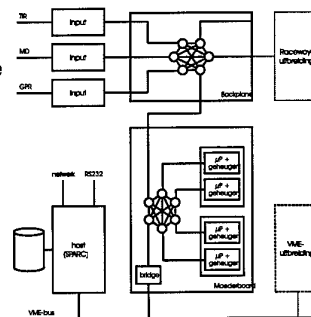 TIR
Input
MD
Input
GPR
Input
Backplane
Raceway-
uitbreiding
µP +
geheugen
µP +
geheugen
µP +
geheugen
µP +
geheugen
netwerk
RS232
host
(SPARC)
bridge
Moederboard
VME-
uitbreiding
VME-bus